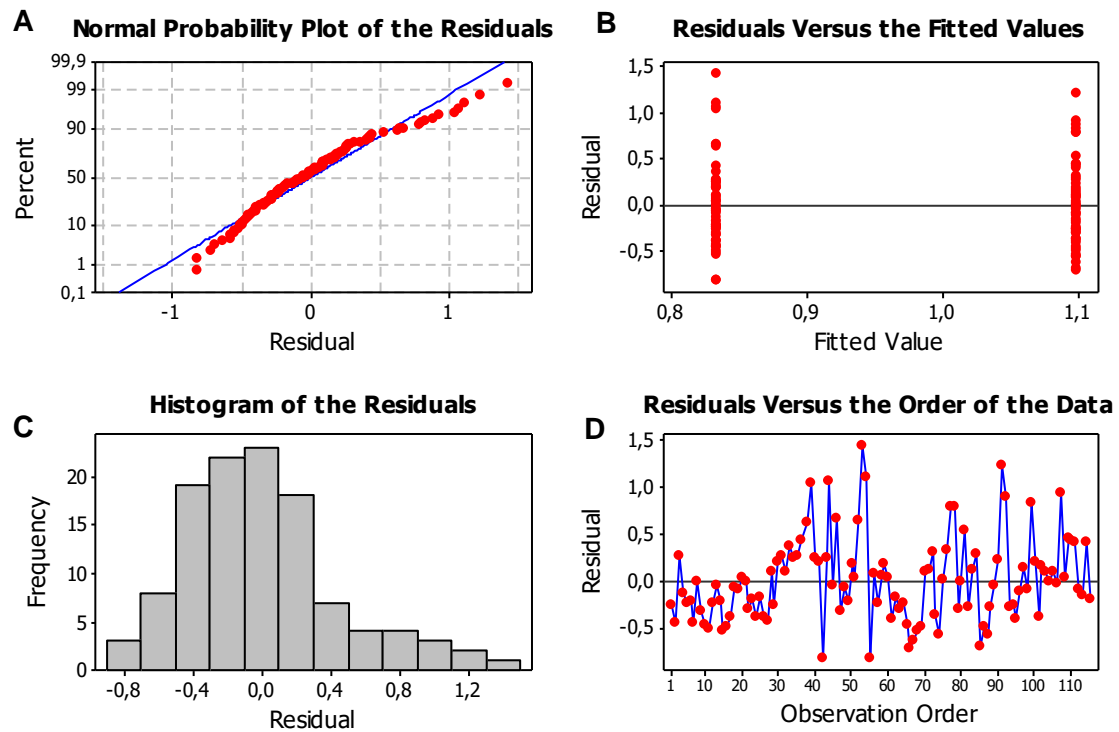 A
Normal Probability Plot of the Residuals
99,9
99
90
50
10
1
0,1
Percent
-1
0
1
Residual
B
Residuals Versus the Fitted Values
1,5
1,0
0,5
0,0
-0,5
Residual
0,8
0,9
1,0
1,1
Fitted Value
C
Histogram of the Residuals
20
15
10
5
0
Frequency
-0,8
-0,4
0,0
0,4
0,8
1,2
Residual
D
Residuals Versus the Order of the Data
1,5
1,0
0,5
0,0
-0,5
Residual
1
10
20
30
40
50
60
70
80
90
100
110
Observation Order